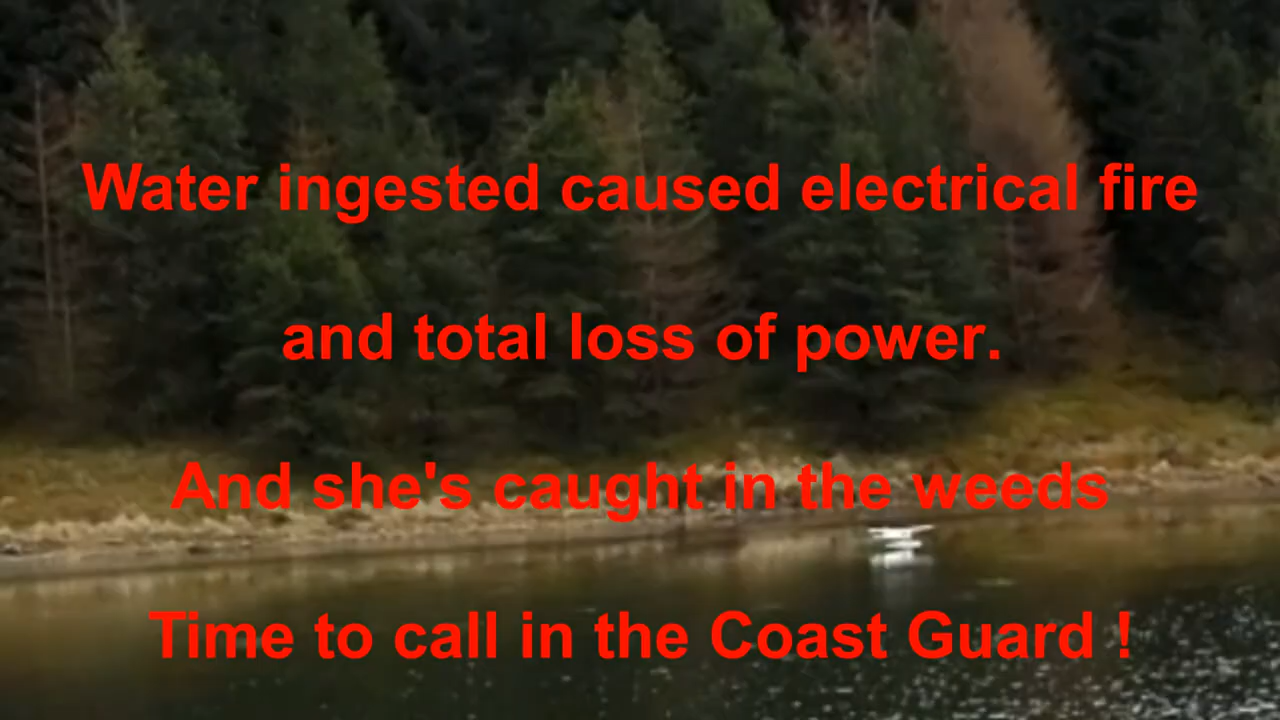 Water ingested caused electrical fire
and total loss of power.
And she's caught in the weeds
Time to call in the Coast Guard !